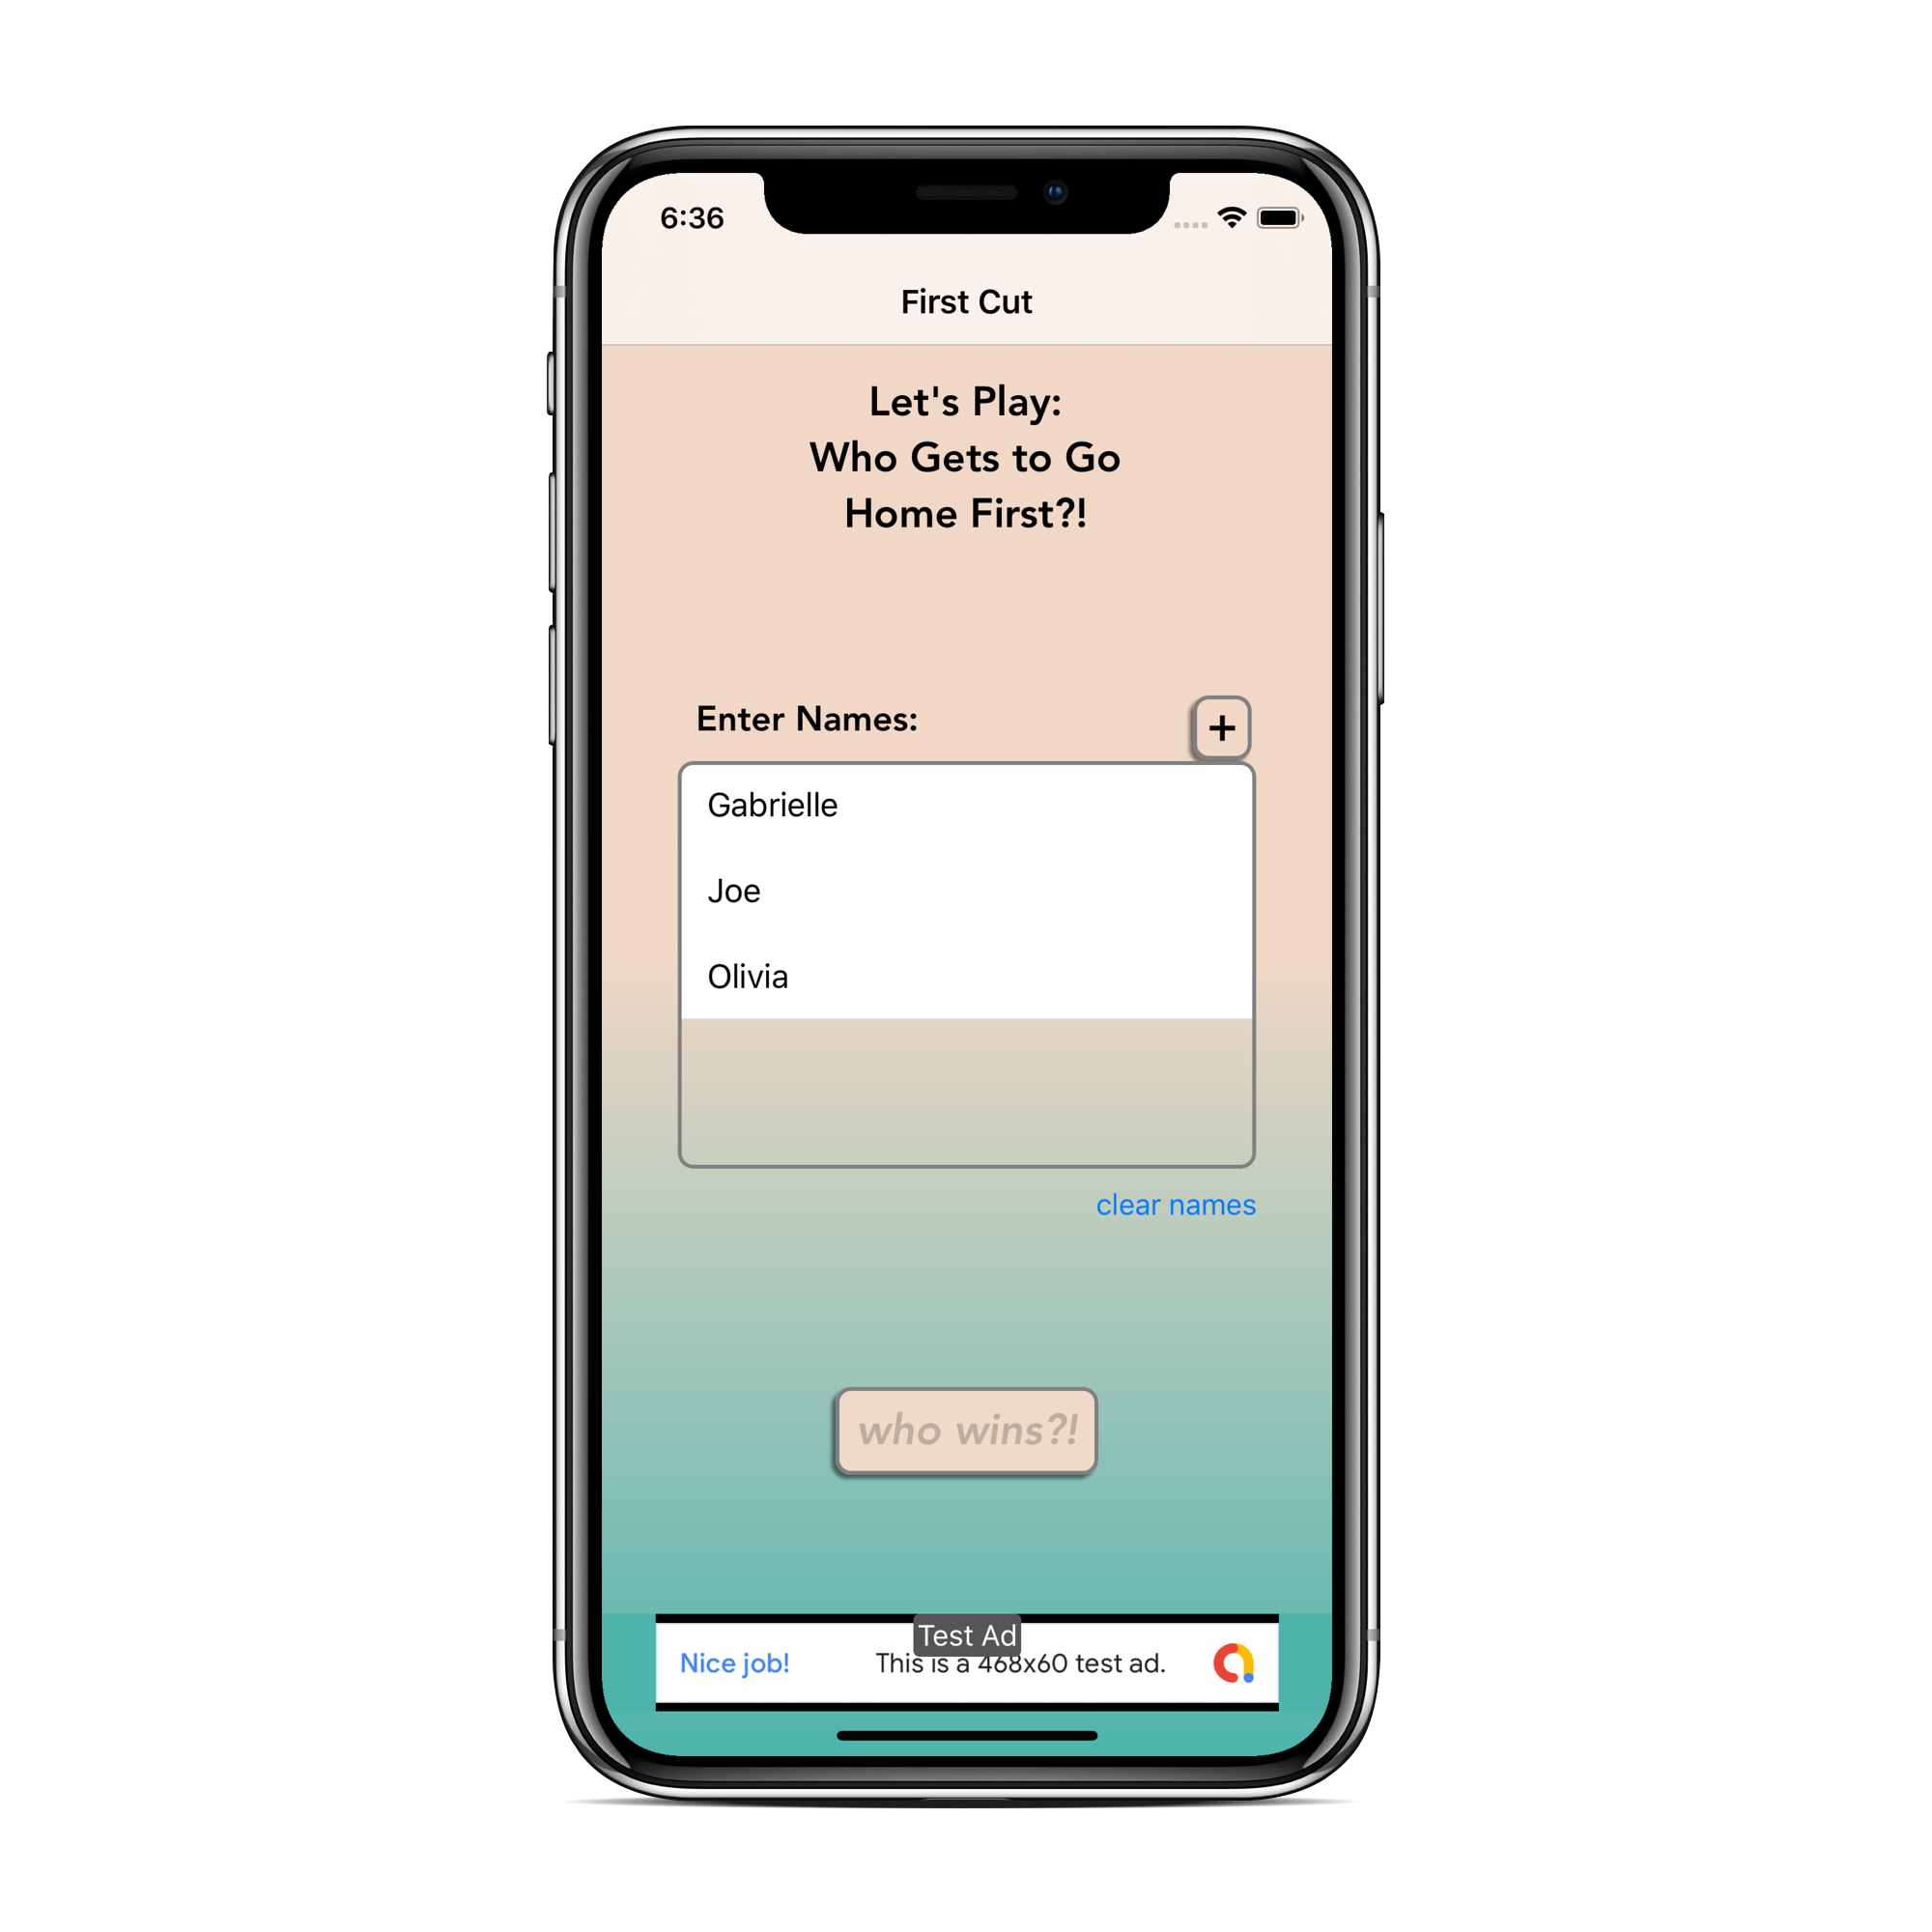 6:36
First Cut
Let's Play:
Who Gets to Go
Home First?!
Enter Names:
+
Gabrielle
Joe
Olivia
clear names
who wins?!
Test Ad
Nice job! This is a 468x60 test ad.